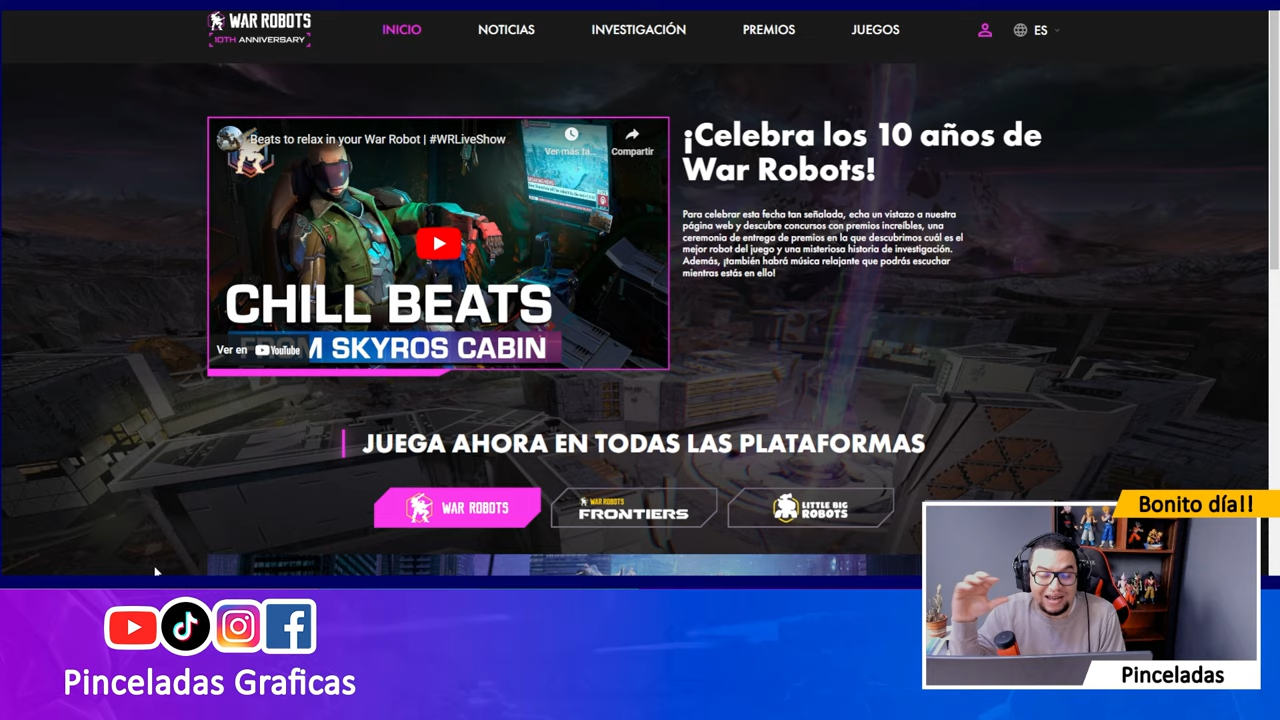 WAR ROBOTS
10TH ANNIVERSARY
INICIO
NOTICIAS
INVESTIGACIÓN
PREMIOS
JUEGOS
ES
Beats to relax in your War Robot | #WRLiveShow
Ver más ta...
Compartir
CHILL BEATS
FROM SKYROS CABIN
Ver en YouTube
¡Celebra los 10 años de
War Robots!
Para celebrar esta fecha tan señalada, echa un vistazo a nuestra
página web y descubre concursos con premios increíbles, una
ceremonia de entrega de premios en la que descubrimos cuál es el
mejor robot del juego y una misteriosa historia de investigación.
Además, ¡también habrá música relajante que podrás escuchar
mientras estás en ello!
JUEGA AHORA EN TODAS LAS PLATAFORMAS
WAR ROBOTS
WAR ROBOTS
FRONTIERS
LITTLE BIG
ROBOTS
Bonito día!!
Pinceladas
Pinceladas Graficas